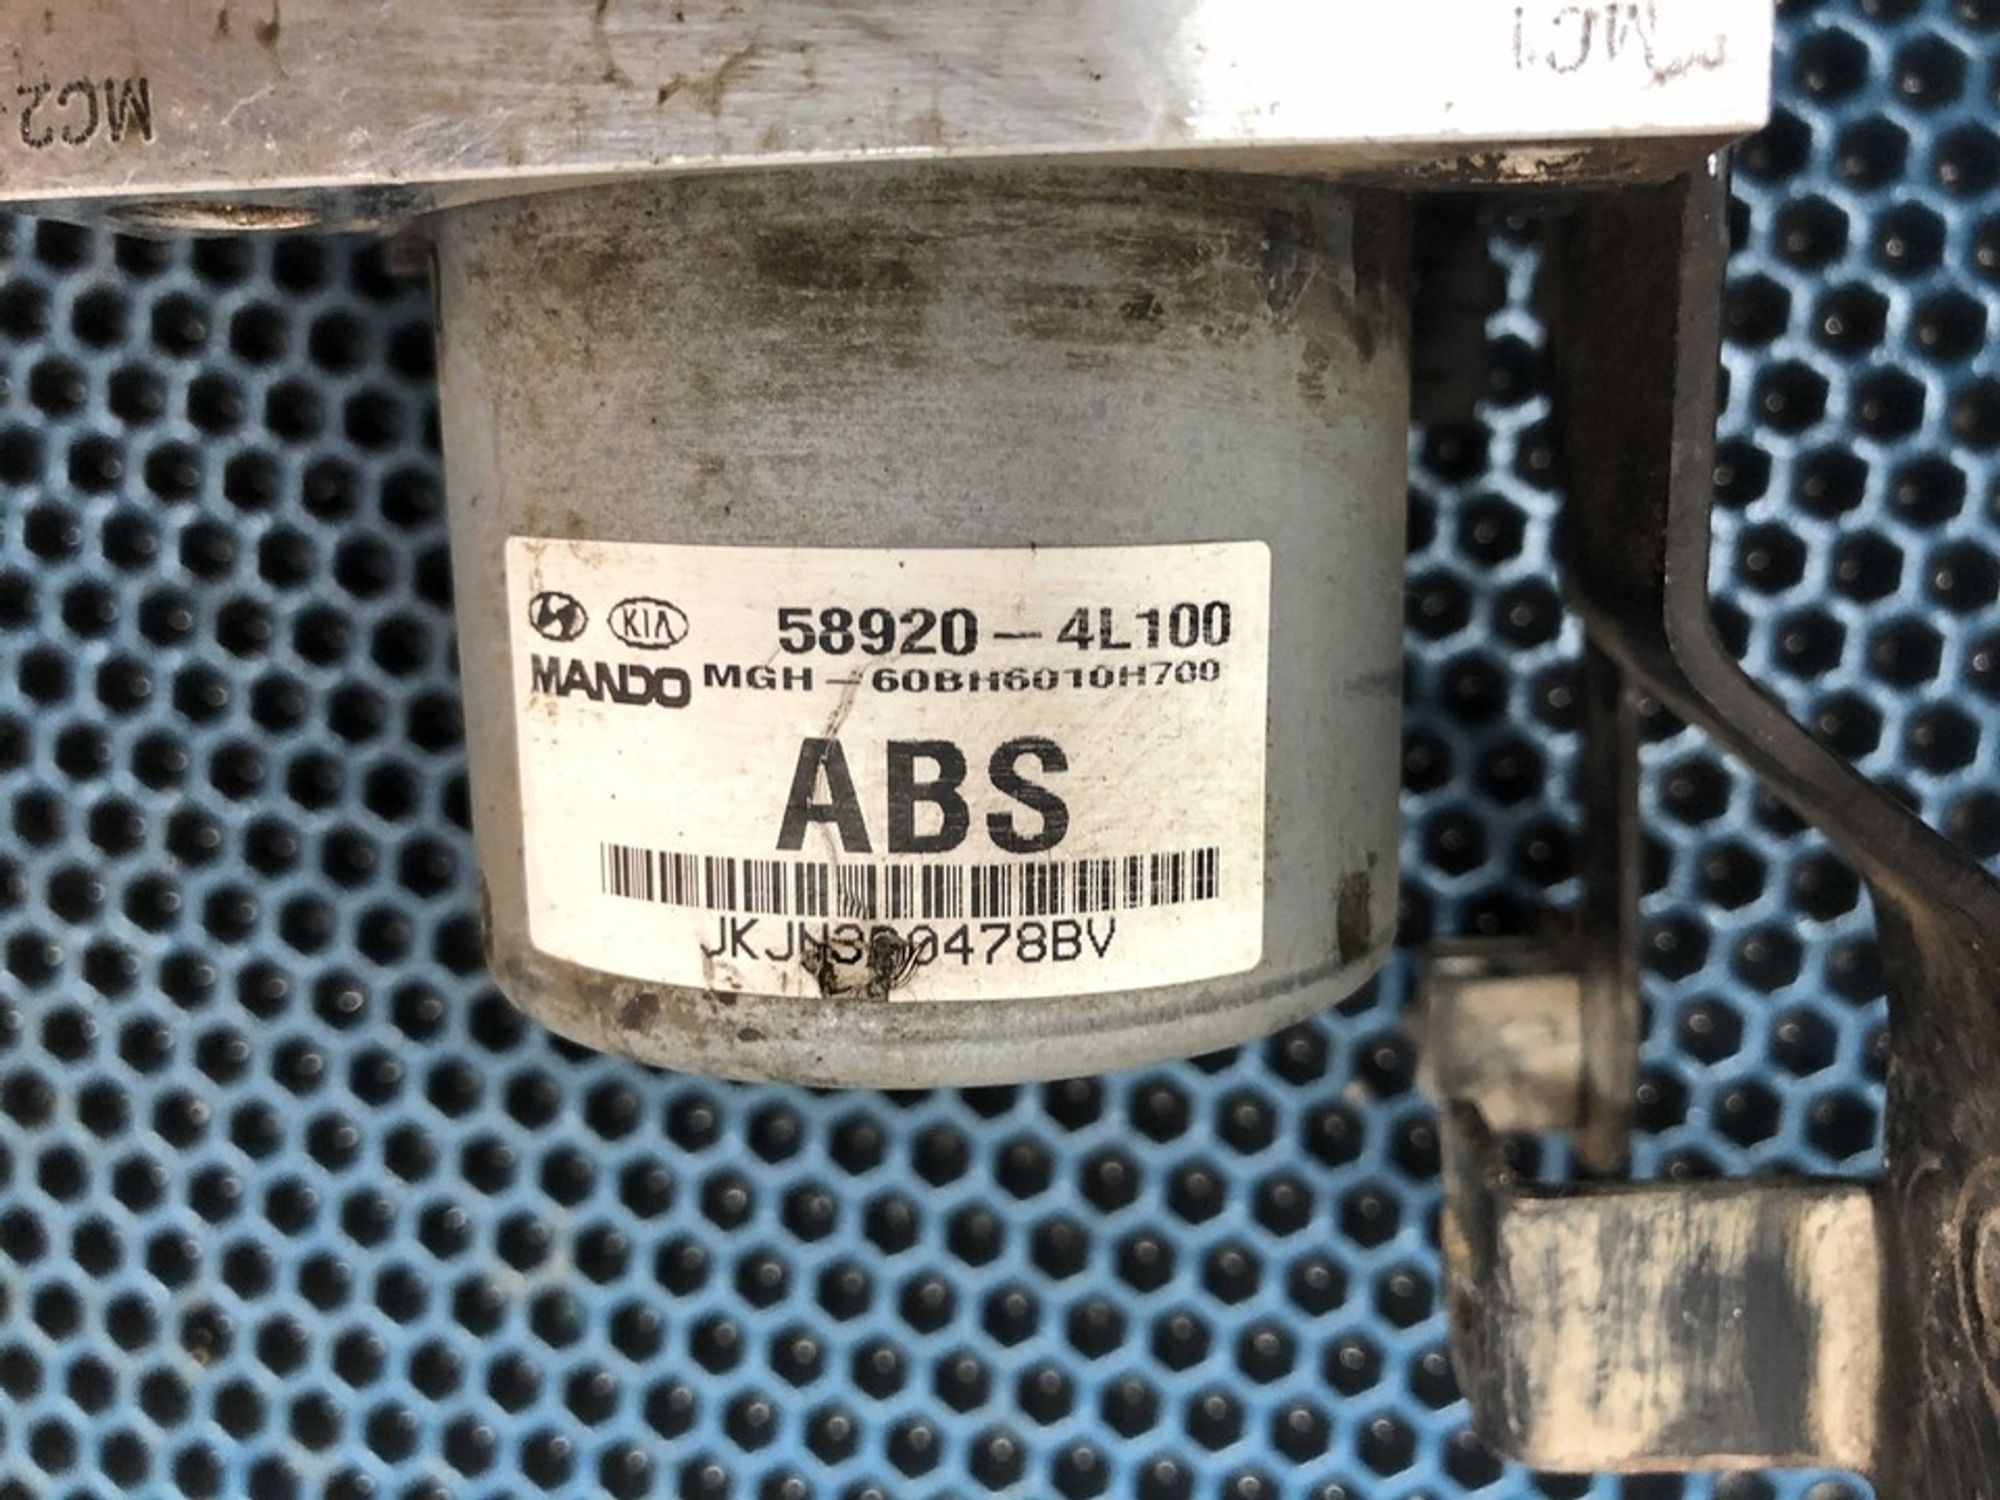 MC2
MC1
KIA 58920-4L100
MANDO MGH-60BH6010H700
ABS